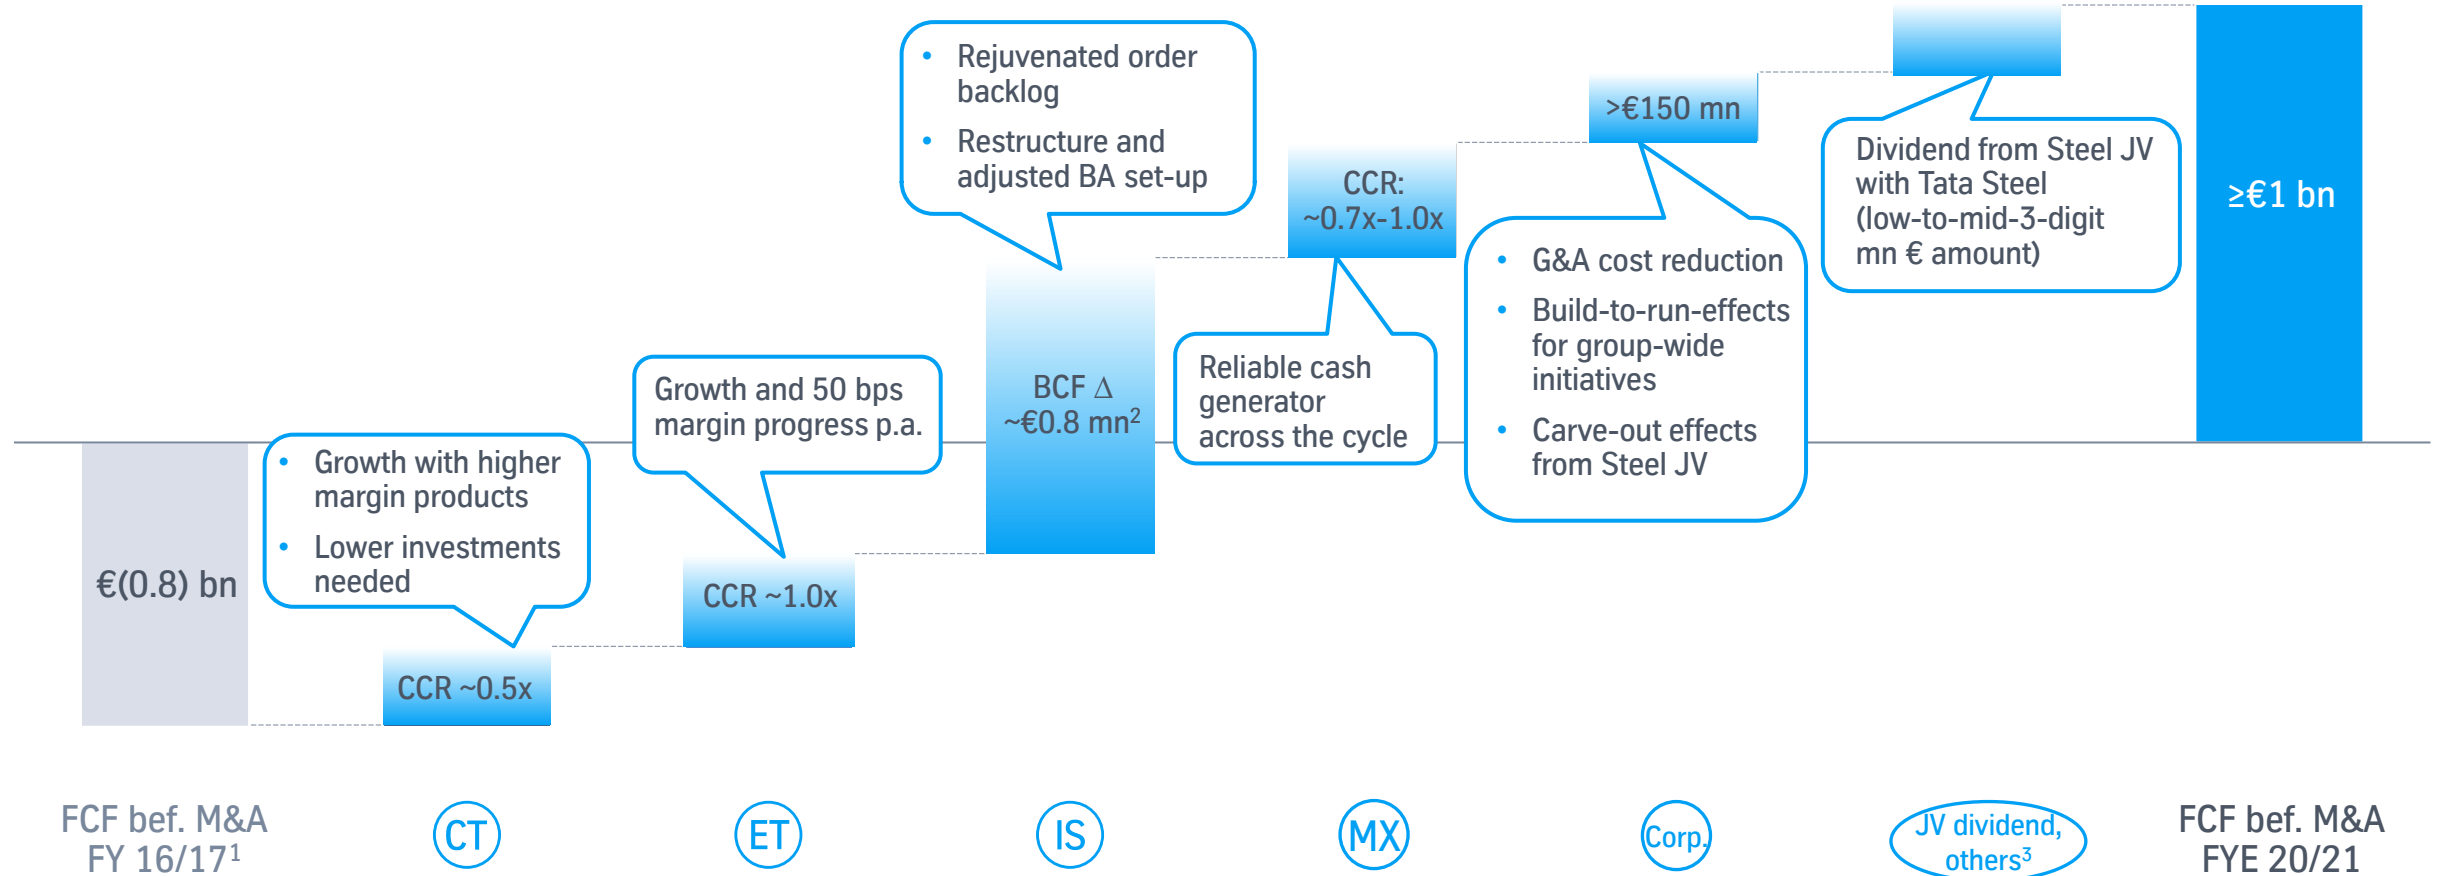 • Rejuvenated order
backlog
• Restructure and
adjusted BA set-up
>€150 mn
Dividend from Steel JV
with Tata Steel
(low-to-mid-3-digit
mn € amount)
≥€1 bn
CCR:
~0.7x-1.0x
• G&A cost reduction
• Build-to-run-effects
for group-wide
initiatives
• Carve-out effects
from Steel JV
Reliable cash
generator
across the cycle
BCF Δ
~€0.8 mn²
Growth and 50 bps
margin progress p.a.
• Growth with higher
margin products
• Lower investments
needed
€(0.8) bn
CCR ~1.0x
CCR ~0.5x
FCF bef. M&A
FY 16/17¹
CT
ET
IS
MX
Corp.
JV dividend,
others³
FCF bef. M&A
FYE 20/21